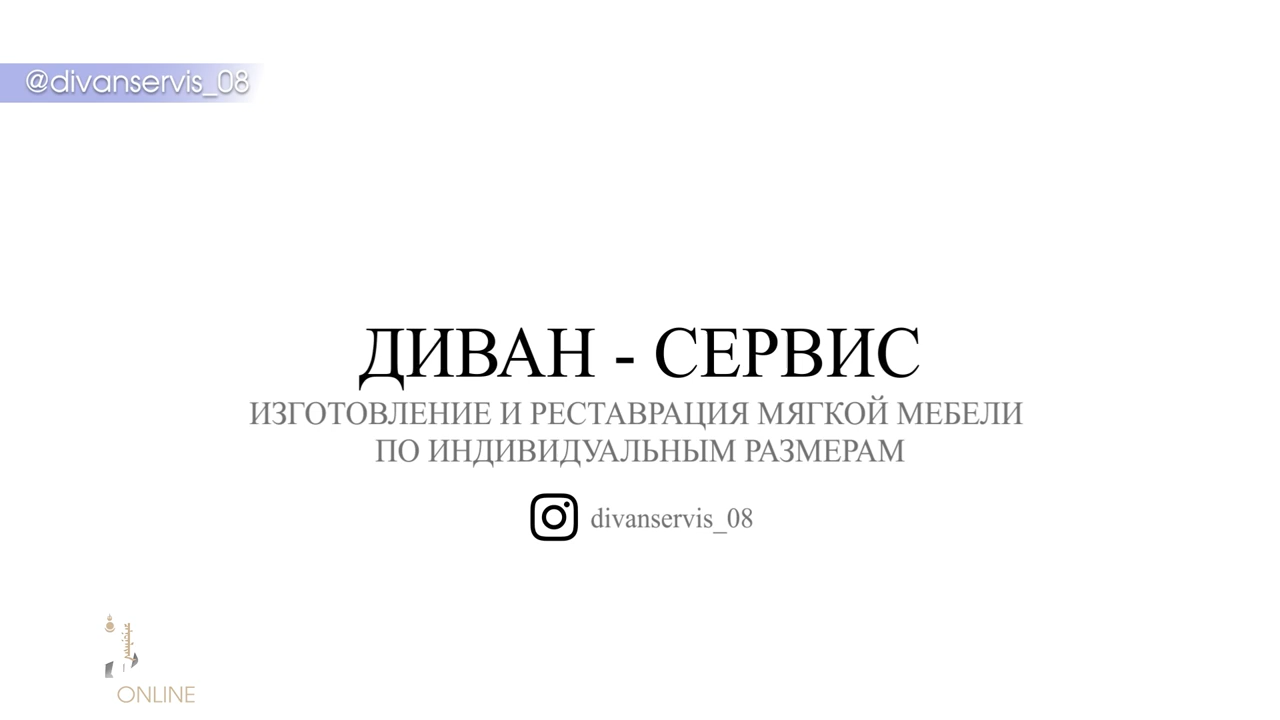 @divanservis_08
ДИВАН - СЕРВИС
ИЗГОТОВЛЕНИЕ И РЕСТАВРАЦИЯ МЯГКОЙ МЕБЕЛИ
ПО ИНДИВИДУАЛЬНЫМ РАЗМЕРАМ
divanservis_08
ONLINE